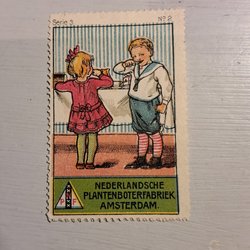 Serie 3. No 2.
NEDERLANDSCHE
PLANTENBOTERFABRIEK
AMSTERDAM.